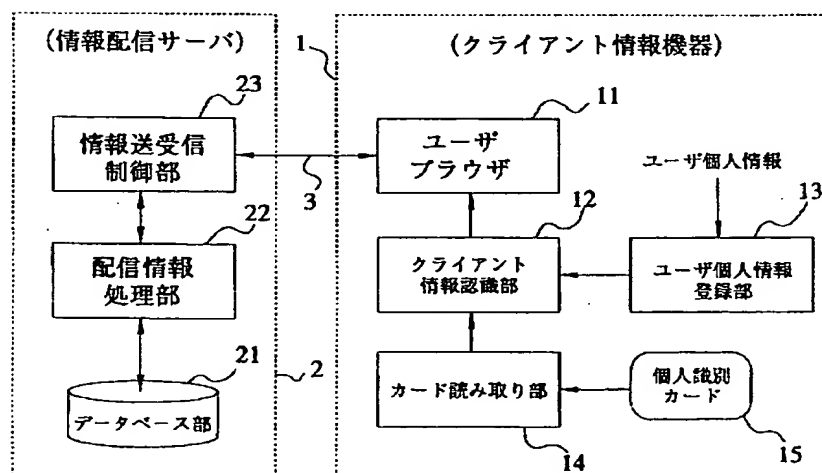 (情報配信サーバ)
1
(クライアント情報機器)
23
情報送受信
制御部
3
11
ユーザ
ブラウザ
ユーザ個人情報
22
配信情報
処理部
12
クライアント
情報認識部
13
ユーザ個人情報
登録部
21
データベース部
2
カード読み取り部
14
個人識別
カード
15